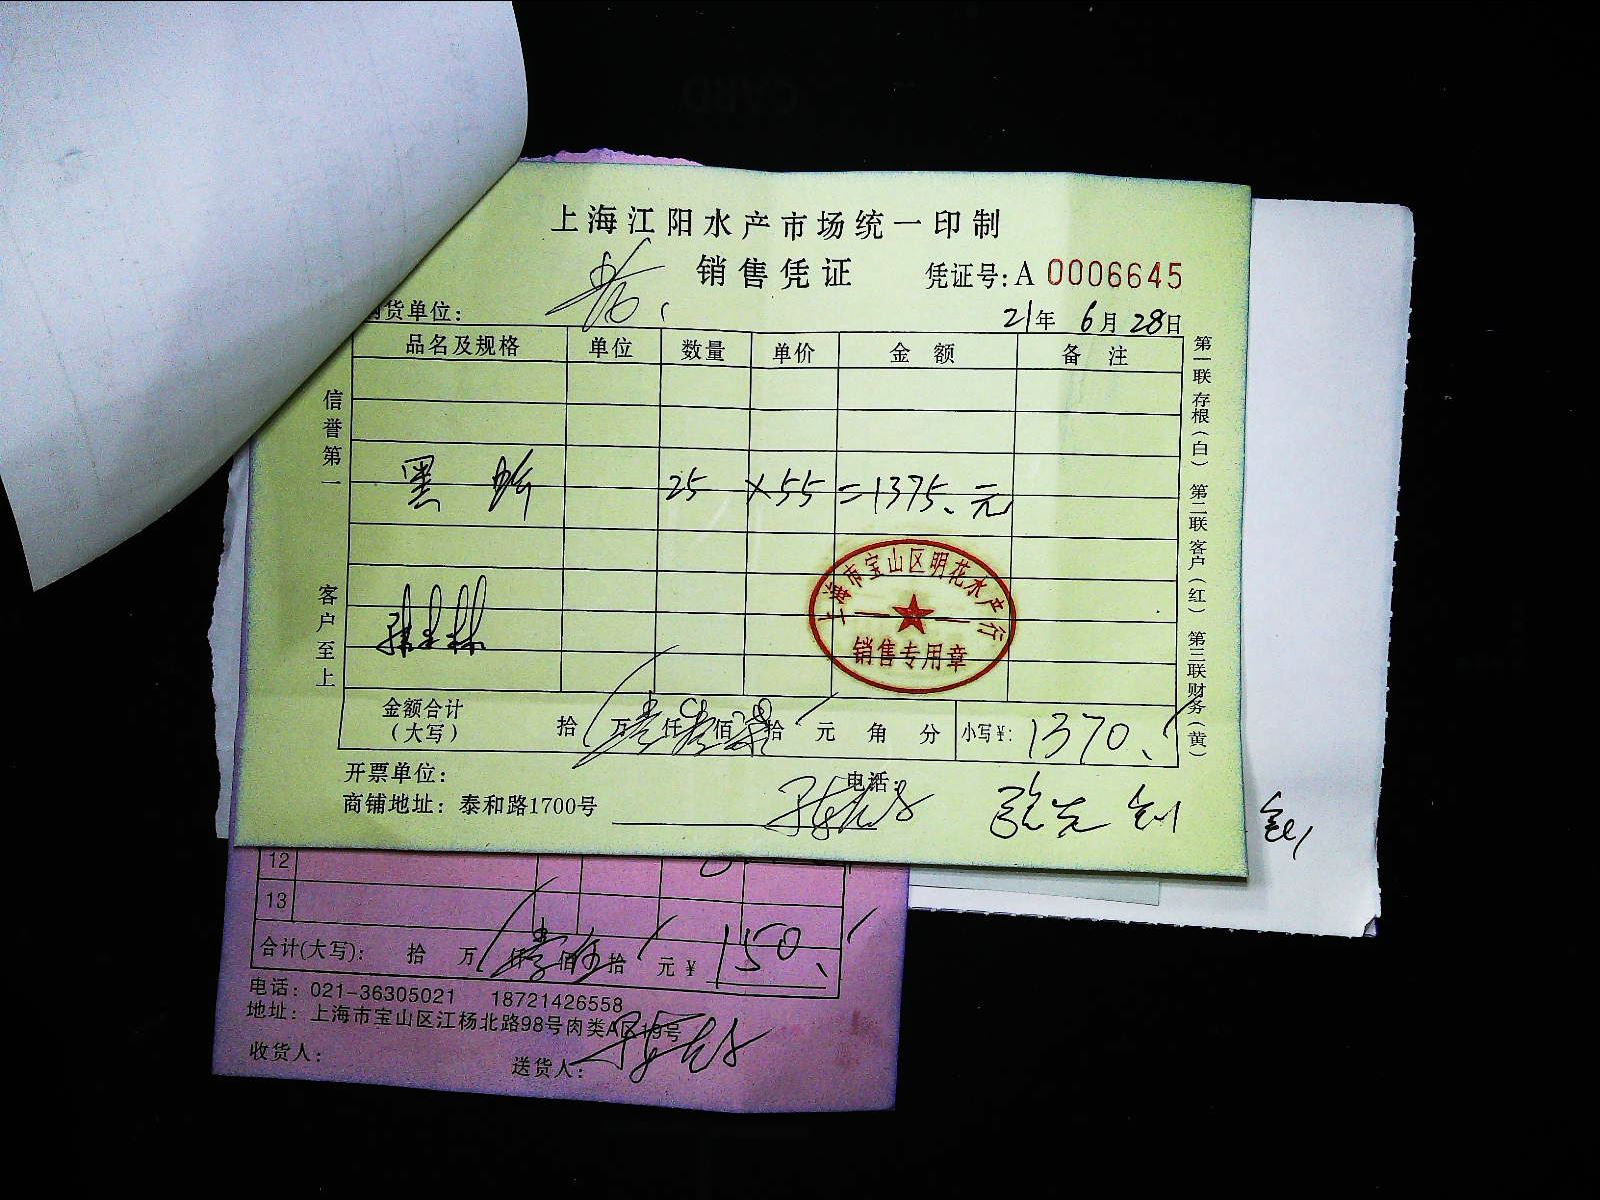 上海江阳水产市场统一印制
销售凭证 凭证号:A 0006645
货单位:
21年 6月 28日
品名及规格 单位 数量 单价 金额 备注
黑 25 ×55 =1375.元
信誉第一
客户至上
第一联存根(白) 第二联客户(红) 第三联财务(黄)
上海市宝山区明花水产行
销售专用章
金额合计(大写) 拾 万 仟 佰 拾 元 角 分 小写¥: 1370.
开票单位: 电话:
商铺地址: 泰和路1700号
12
13
合计(大写): 拾 万 仟 佰 拾 元 ¥ 150.
电话: 021-36305021 18721426558
地址: 上海市宝山区江杨北路98号肉类A区19号
收货人: 送货人: